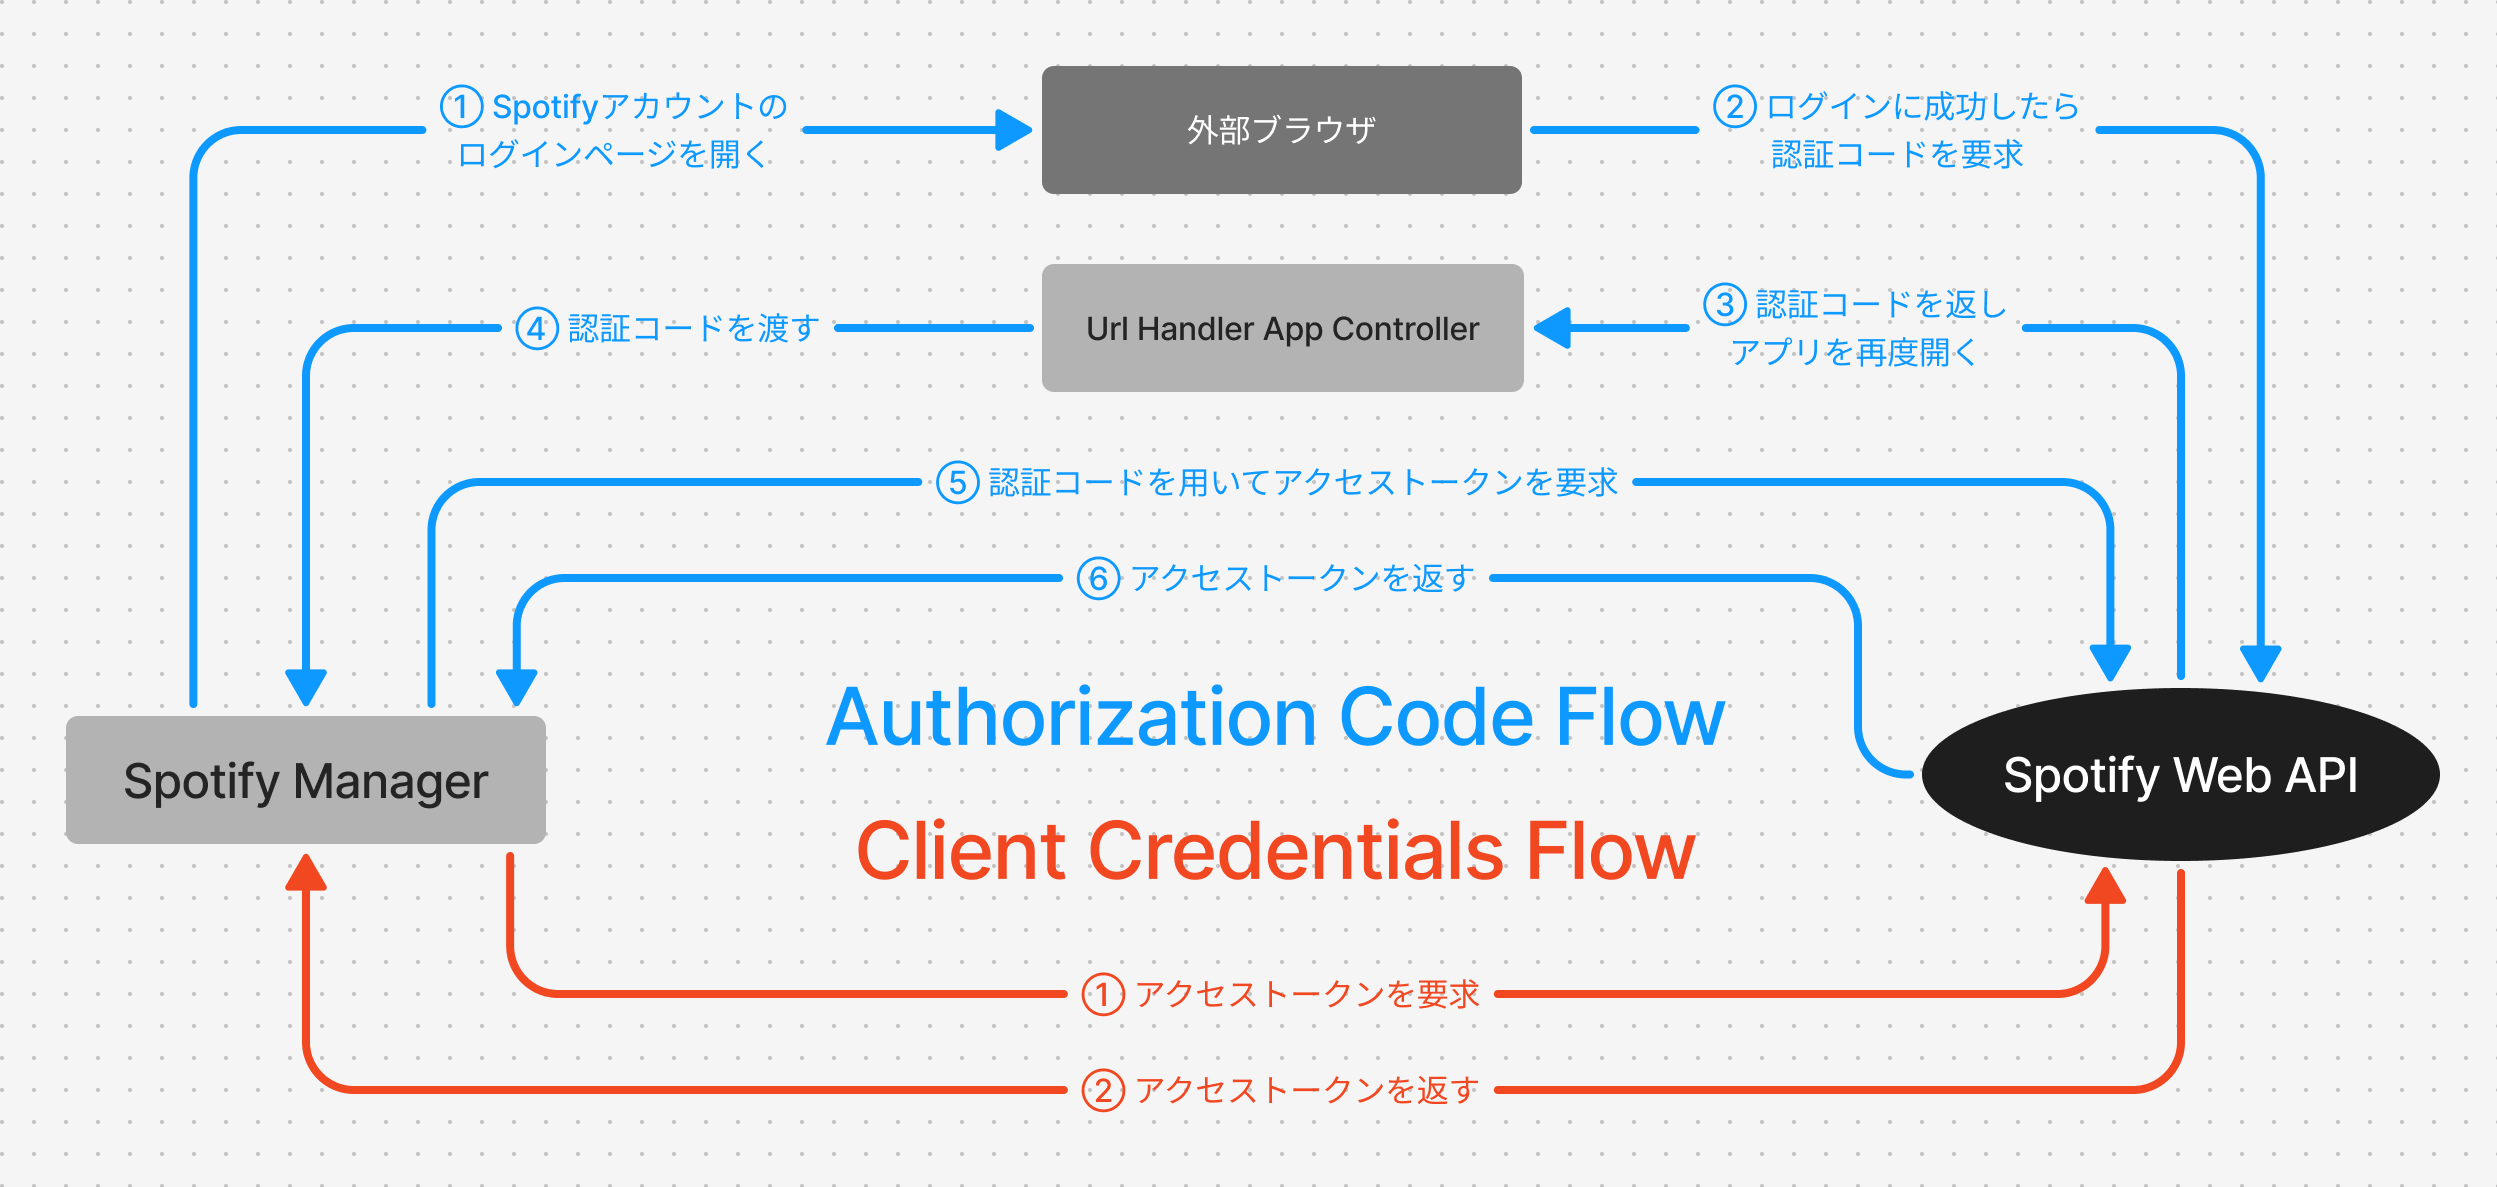 ① Spotifyアカウントの
ログインページを開く
外部ブラウザ
② ログインに成功したら
認証コードを要求
④ 認証コードを渡す
Url Handler App Controller
③ 認証コードを返し
アプリを再度開く
⑤ 認証コードを用いてアクセストークンを要求
⑥ アクセストークンを返す
Authorization Code Flow
Spotify Manager
Spotify Web API
Client Credentials Flow
① アクセストークンを要求
② アクセストークンを返す